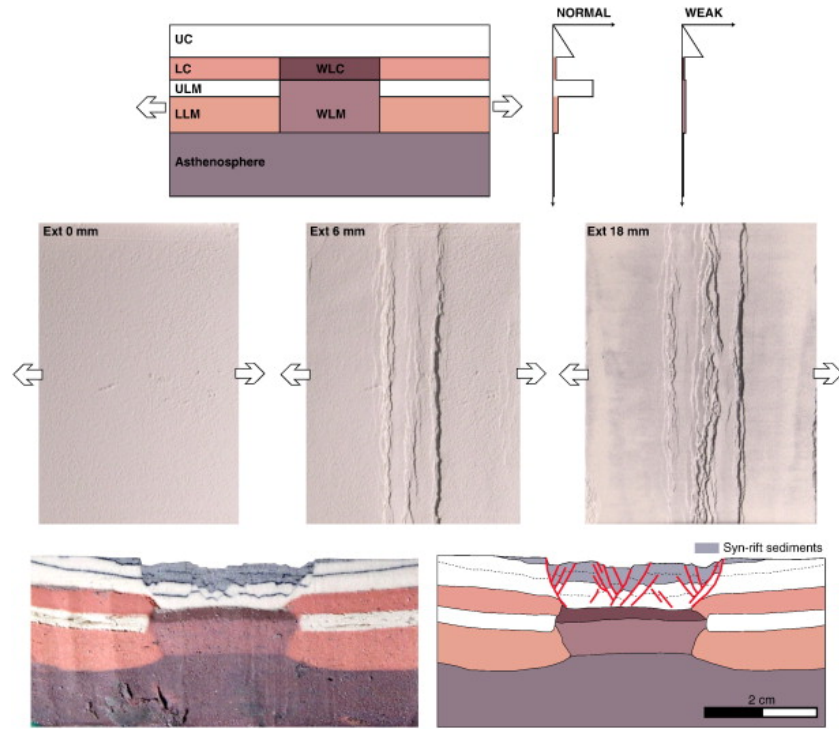 NORMAL
WEAK
UC
LC
WLC
ULM
LLM
WLM
Asthenosphere
Ext 0 mm
Ext 6 mm
Ext 18 mm
Syn-rift sediments
2 cm